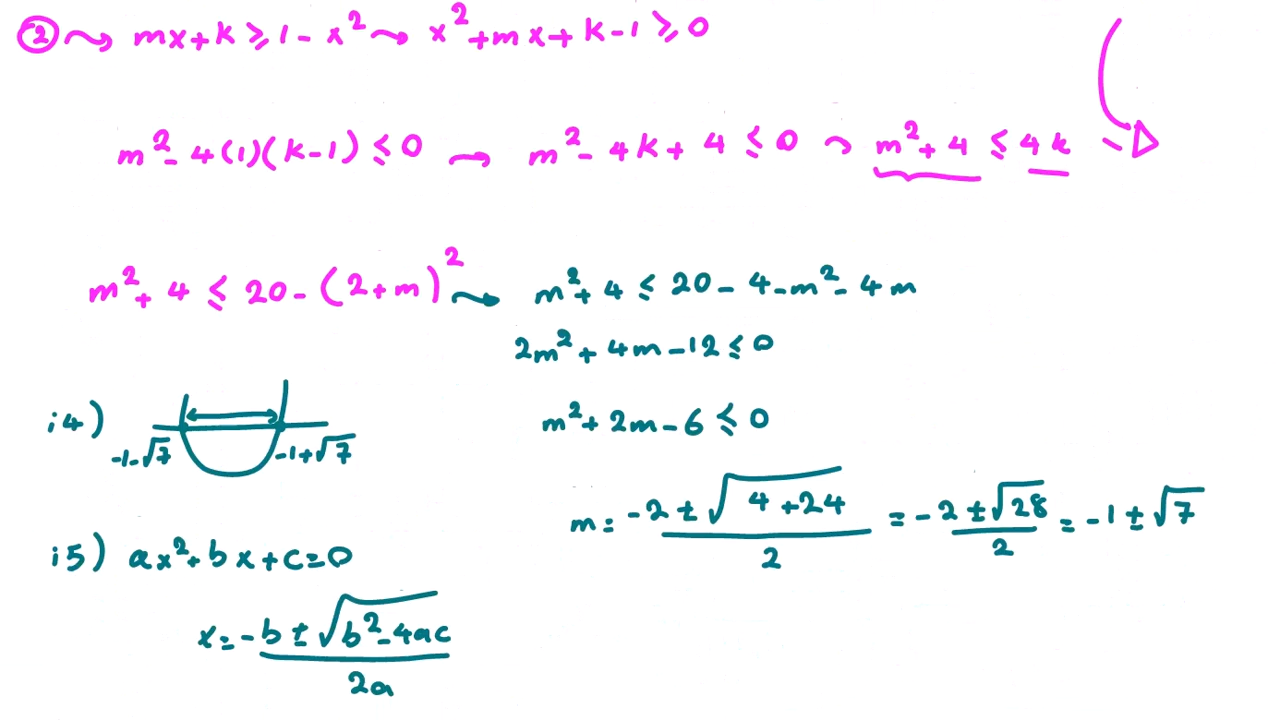 ② ⇝ mx+k ≥ 1-x² ⇝ x²+mx+k-1 ≥ 0
m²-4(1)(k-1) ≤ 0 → m²-4k+4 ≤ 0 ⇝ m²+4 ≤ 4k
m²+4 ≤ 20-(2+m)² ⇝ m²+4 ≤ 20-4-m²-4m
2m²+4m-12 ≤ 0
i4) m²+2m-6 ≤ 0
-1-√7 -1+√7
m = (-2±√(4+24))/2 = (-2±√28)/2 = -1±√7
i5) ax²+bx+c=0
x = (-b±√(b²-4ac))/2a